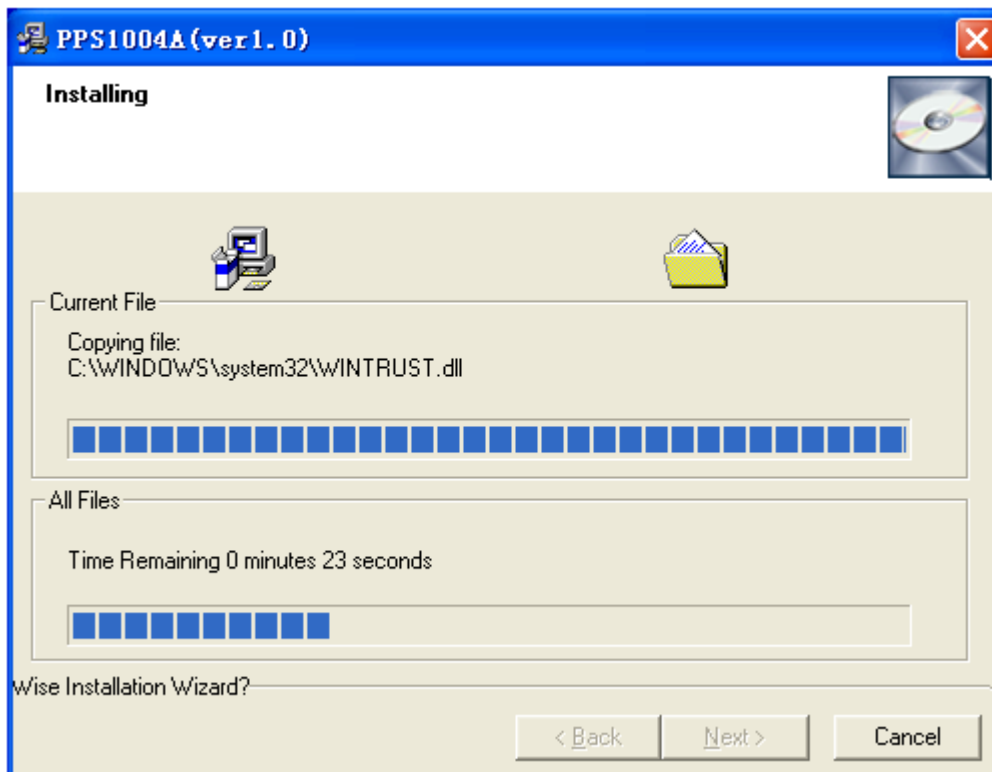 PPS1004A(ver1.0)
Installing
Current File
Copying file:
C:\WINDOWS\system32\WINTRUST.dll
All Files
Time Remaining 0 minutes 23 seconds
Wise Installation Wizard?
< Back
Next >
Cancel